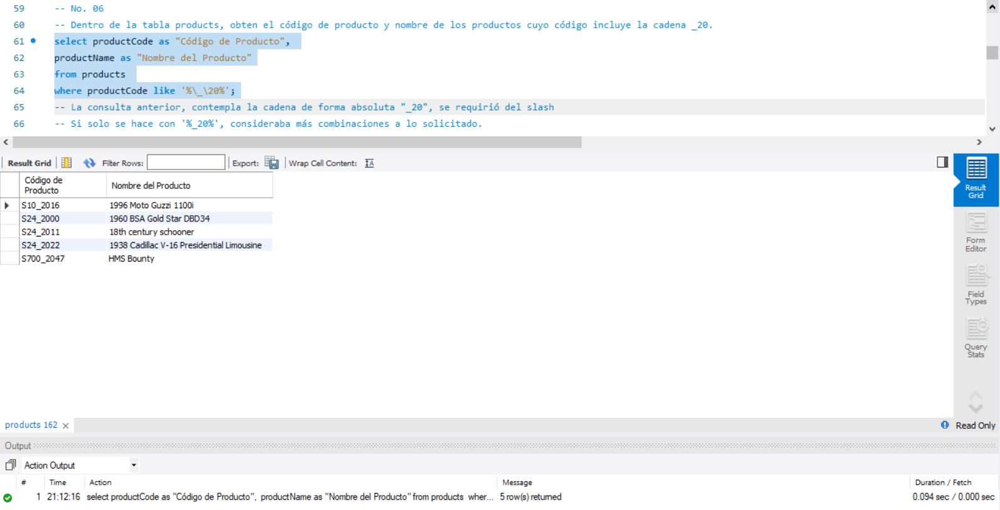 59 -- No. 06
60 -- Dentro de la tabla products, obten el código de producto y nombre de los productos cuyo código incluye la cadena _20.
61 select productCode as "Código de Producto",
62 productName as "Nombre del Producto"
63 from products
64 where productCode like '%\_\20%';
65 -- La consulta anterior, contempla la cadena de forma absoluta "_20", se requirió del slash
66 -- Si solo se hace con '%_20%', consideraba más combinaciones a lo solicitado.
Result Grid Filter Rows: Export: Wrap Cell Content: IA
Código de Producto Nombre del Producto
S10_2016 1996 Moto Guzzi 1100i
S24_2000 1960 BSA Gold Star DBD34
S24_2011 18th century schooner
S24_2022 1938 Cadillac V-16 Presidential Limousine
S700_2047 HMS Bounty
Result
Grid
Form
Editor
Field
Types
Query
Stats
products 162 Read Only
Output
Action Output
# Time Action Message Duration / Fetch
1 21:12:16 select productCode as "Código de Producto", productName as "Nombre del Producto" from products wher... 5 row(s) returned 0.094 sec / 0.000 sec